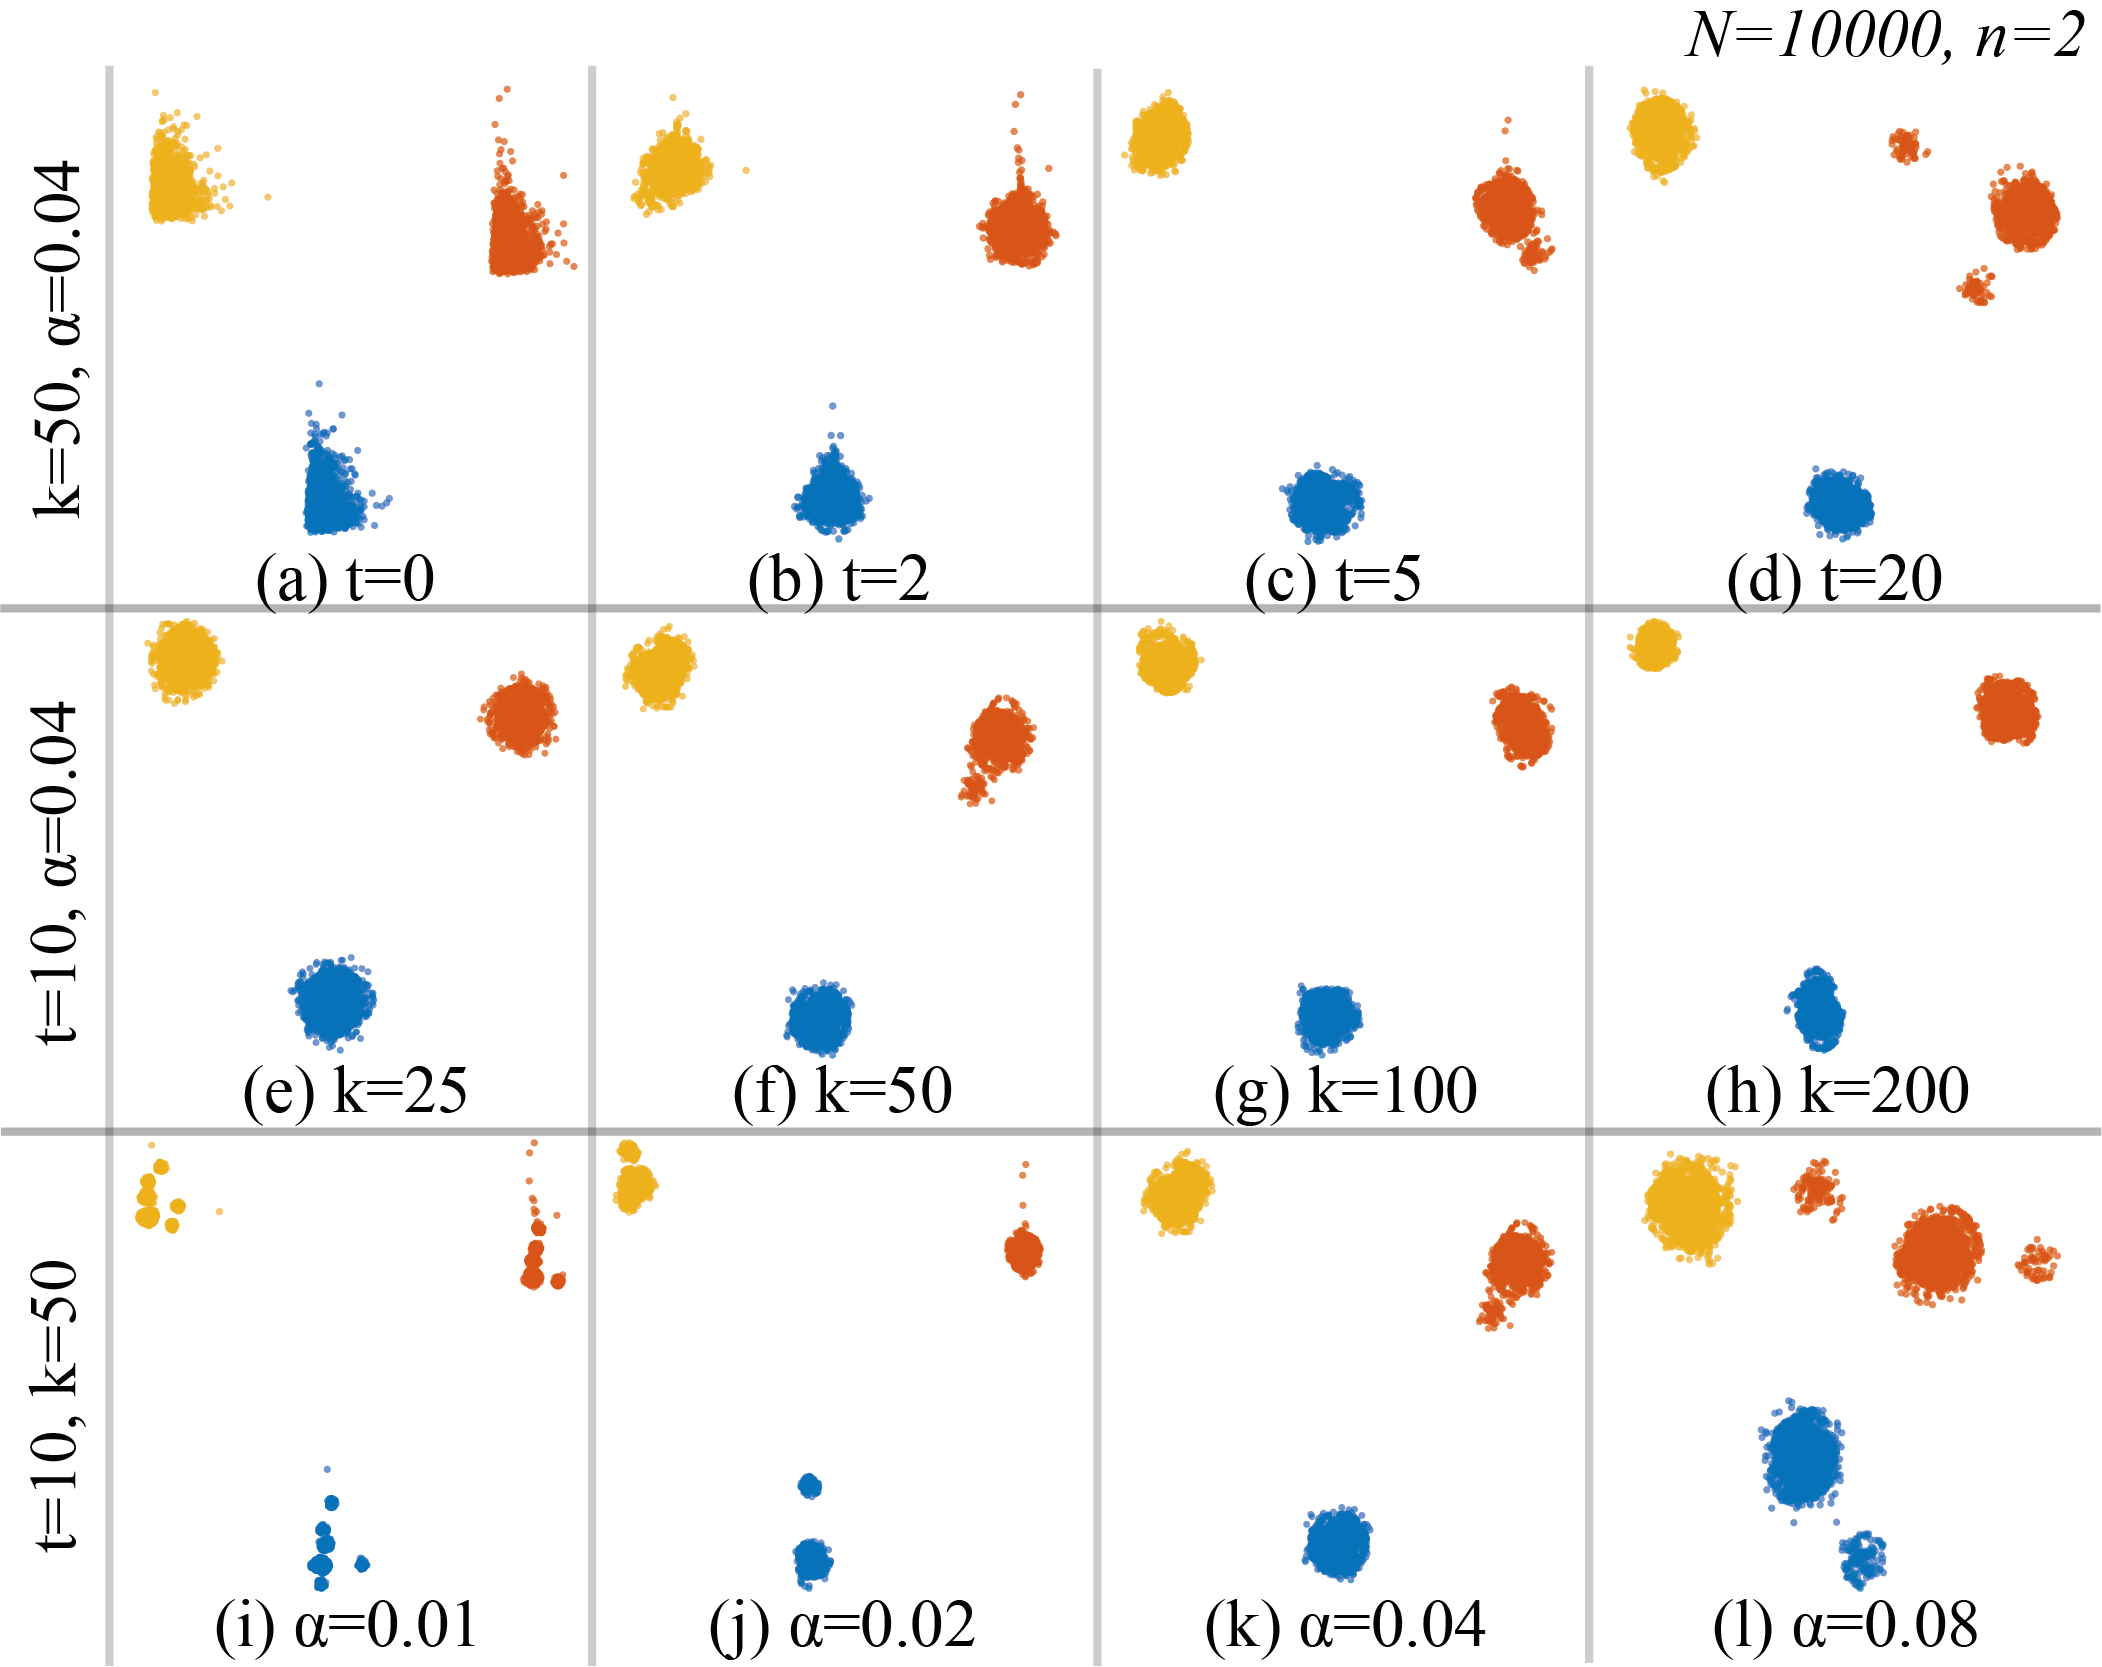 N=10000, n=2
k=50, α=0.04
(a) t=0
(b) t=2
(c) t=5
(d) t=20
t=10, α=0.04
(e) k=25
(f) k=50
(g) k=100
(h) k=200
t=10, k=50
(i) α=0.01
(j) α=0.02
(k) α=0.04
(l) α=0.08